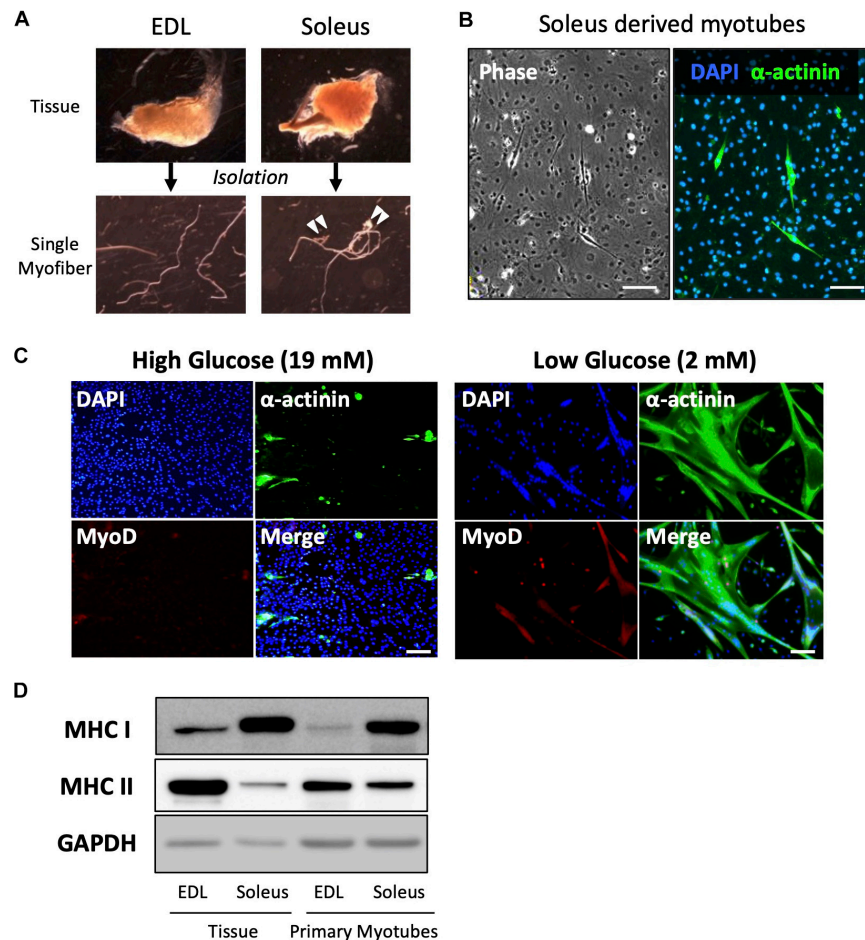 A
EDL
Soleus
Tissue
Isolation
Single
Myofiber
B
Soleus derived myotubes
Phase
DAPI α-actinin
C
High Glucose (19 mM)
Low Glucose (2 mM)
DAPI
α-actinin
DAPI
α-actinin
MyoD
Merge
MyoD
Merge
D
MHC I
MHC II
GAPDH
EDL Soleus EDL Soleus
Tissue Primary Myotubes